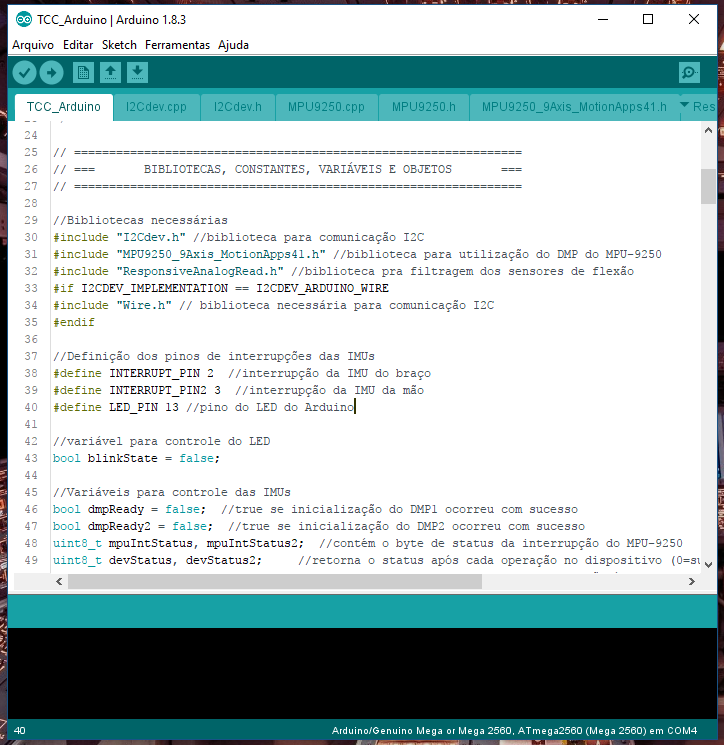 TCC_Arduino | Arduino 1.8.3
Arquivo Editar Sketch Ferramentas Ajuda
TCC_Arduino I2Cdev.cpp I2Cdev.h MPU9250.cpp MPU9250.h MPU9250_9Axis_MotionApps41.h Res
24
25 // ================================================================
26 // === BIBLIOTECAS, CONSTANTES, VARIÁVEIS E OBJETOS ===
27 // ================================================================
28
29 //Bibliotecas necessárias
30 #include "I2Cdev.h" //biblioteca para comunicação I2C
31 #include "MPU9250_9Axis_MotionApps41.h" //biblioteca para utilização do DMP do MPU-9250
32 #include "ResponsiveAnalogRead.h" //biblioteca pra filtragem dos sensores de flexão
33 #if I2CDEV_IMPLEMENTATION == I2CDEV_ARDUINO_WIRE
34 #include "Wire.h" // biblioteca necessária para comunicação I2C
35 #endif
36
37 //Definição dos pinos de interrupções das IMUs
38 #define INTERRUPT_PIN 2 //interrupção da IMU do braço
39 #define INTERRUPT_PIN2 3 //interrupção da IMU da mão
40 #define LED_PIN 13 //pino do LED do Arduino
41
42 //variável para controle do LED
43 bool blinkState = false;
44
45 //Variáveis para controle das IMUs
46 bool dmpReady = false; //true se inicialização do DMP1 ocorreu com sucesso
47 bool dmpReady2 = false; //true se inicialização do DMP2 ocorreu com sucesso
48 uint8_t mpuIntStatus, mpuIntStatus2; //contém o byte de status da interrupção do MPU-9250
49 uint8_t devStatus, devStatus2; //retorna o status após cada operação no dispositivo (0=su
40 Arduino/Genuino Mega or Mega 2560, ATmega2560 (Mega 2560) em COM4